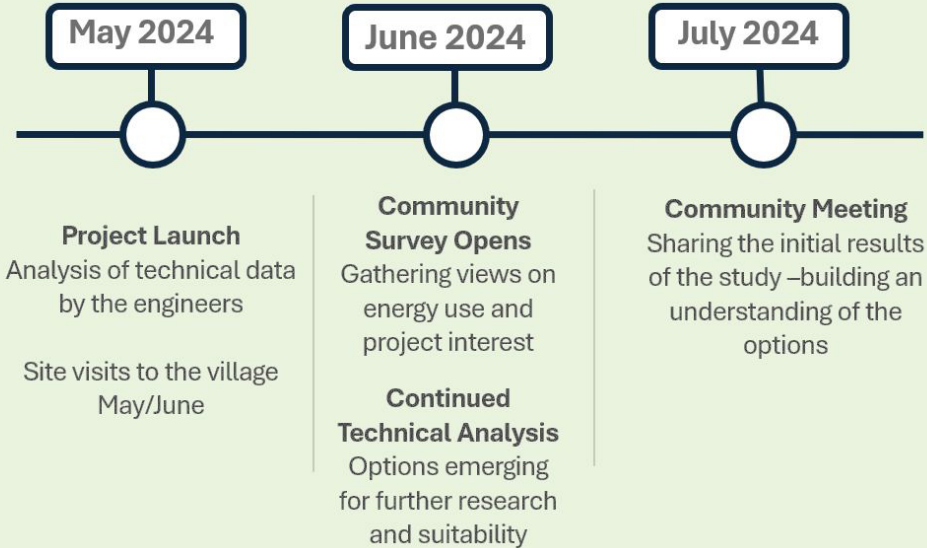 May 2024
June 2024
July 2024
Project Launch
Analysis of technical data
by the engineers
Site visits to the village
May/June
Community
Survey Opens
Gathering views on
energy use and
project interest
Continued
Technical Analysis
Options emerging
for further research
and suitability
Community Meeting
Sharing the initial results
of the study –building an
understanding of the
options